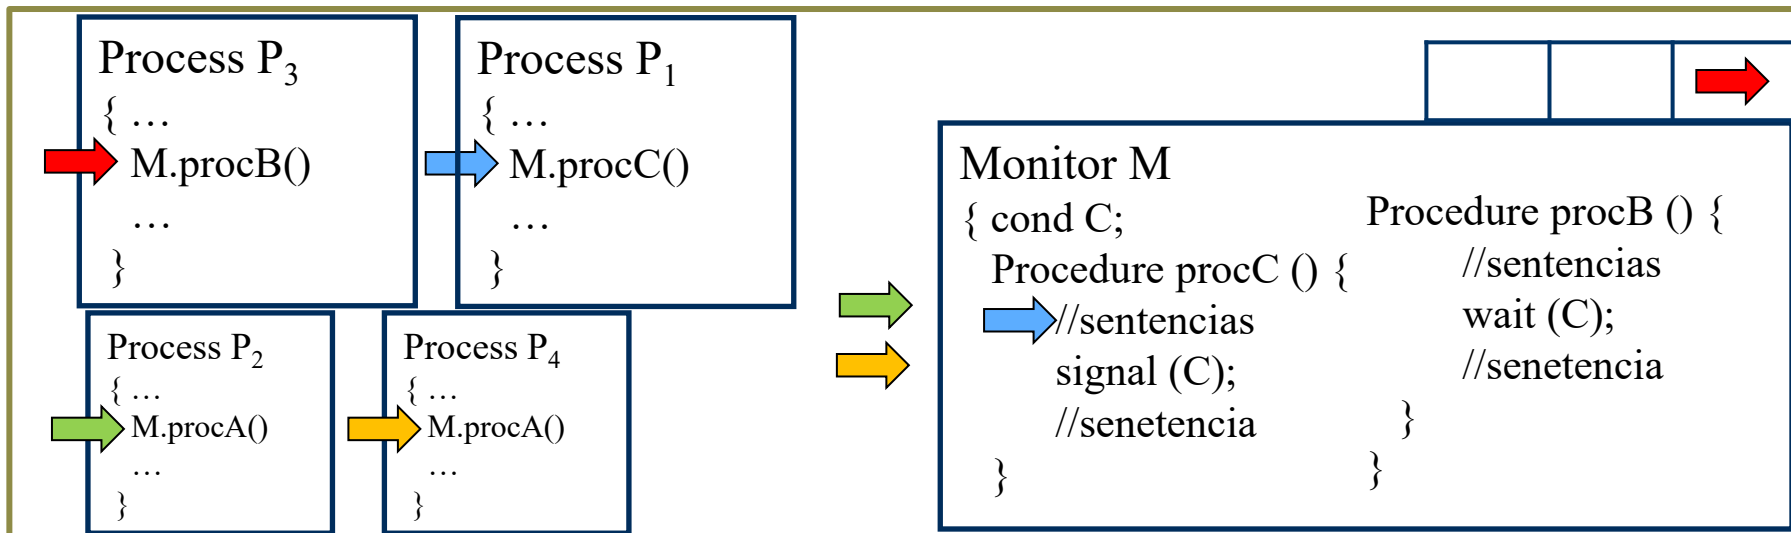 Process P₃
{ …
M.procB()
…
}
Process P₁
{ …
M.procC()
…
}
Process P₂
{ …
M.procA()
…
}
Process P₄
{ …
M.procA()
…
}
Monitor M
{ cond C;
Procedure procC () {
//sentencias
signal (C);
//senetencia
}
Procedure procB () {
//sentencias
wait (C);
//senetencia
}
}